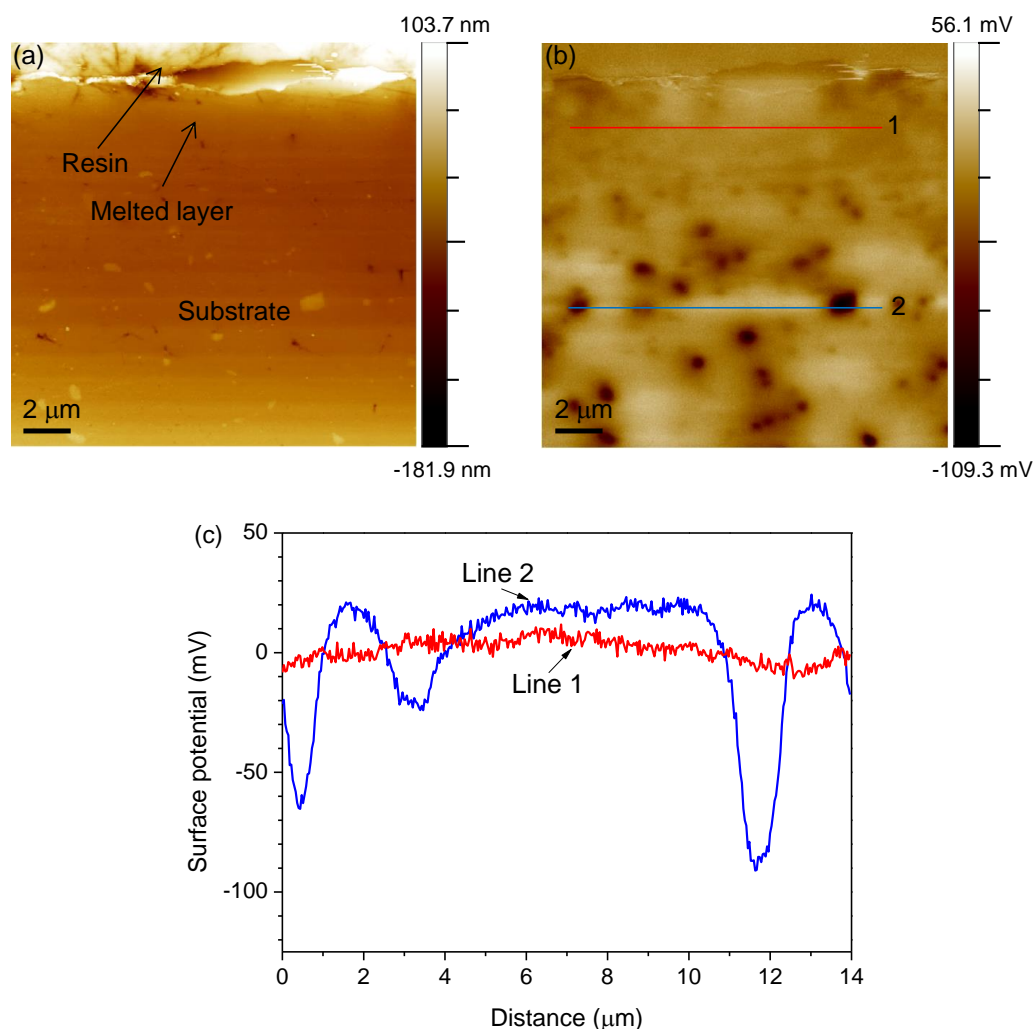 (a)
103.7 nm
Resin
Melted layer
Substrate
2 μm
-181.9 nm
(b)
56.1 mV
1
2
2 μm
-109.3 mV
(c)
50
0
-50
-100
Surface potential (mV)
Line 2
Line 1
0 2 4 6 8 10 12 14
Distance (μm)